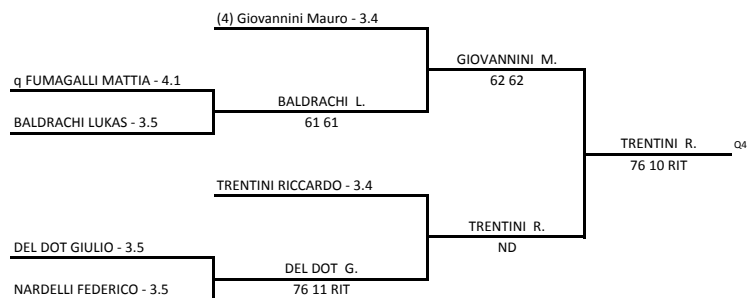 (4) Giovannini Mauro - 3.4
GIOVANNINI M.
62 62
q FUMAGALLI MATTIA - 4.1
BALDRACHI L.
61 61
BALDRACHI LUKAS - 3.5
TRENTINI R.
Q4
76 10 RIT
TRENTINI RICCARDO - 3.4
TRENTINI R.
ND
DEL DOT GIULIO - 3.5
DEL DOT G.
76 11 RIT
NARDELLI FEDERICO - 3.5